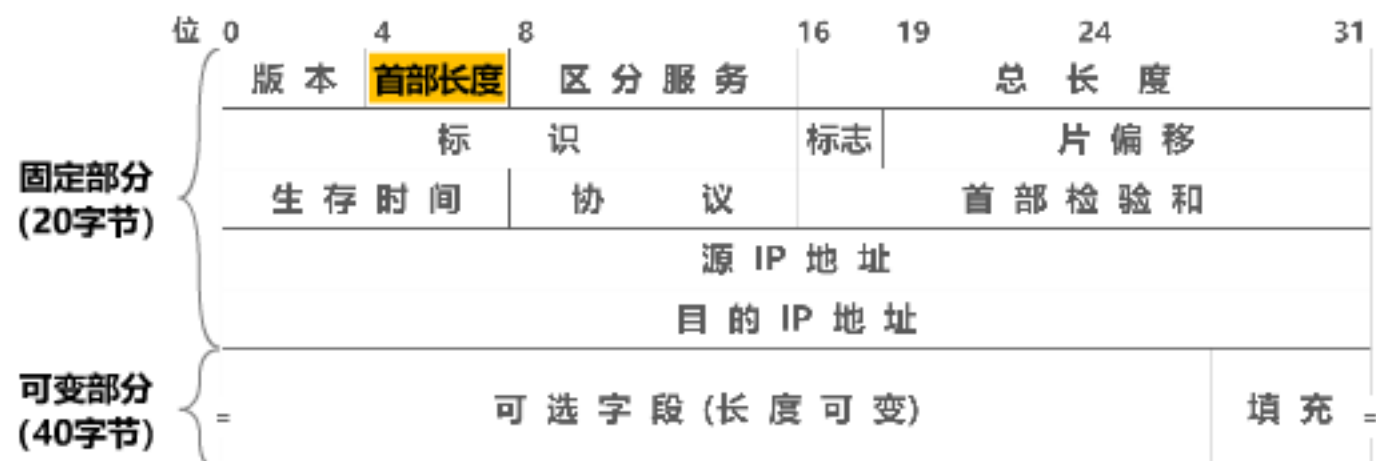 位 0 4 8 16 19 24 31
版本 首部长度 区分服务 总长度
标识 标志 片偏移
固定部分
(20字节)
生存时间 协议 首部检验和
源 IP 地址
目的 IP 地址
可变部分
(40字节)
可选字段(长度可变) 填充